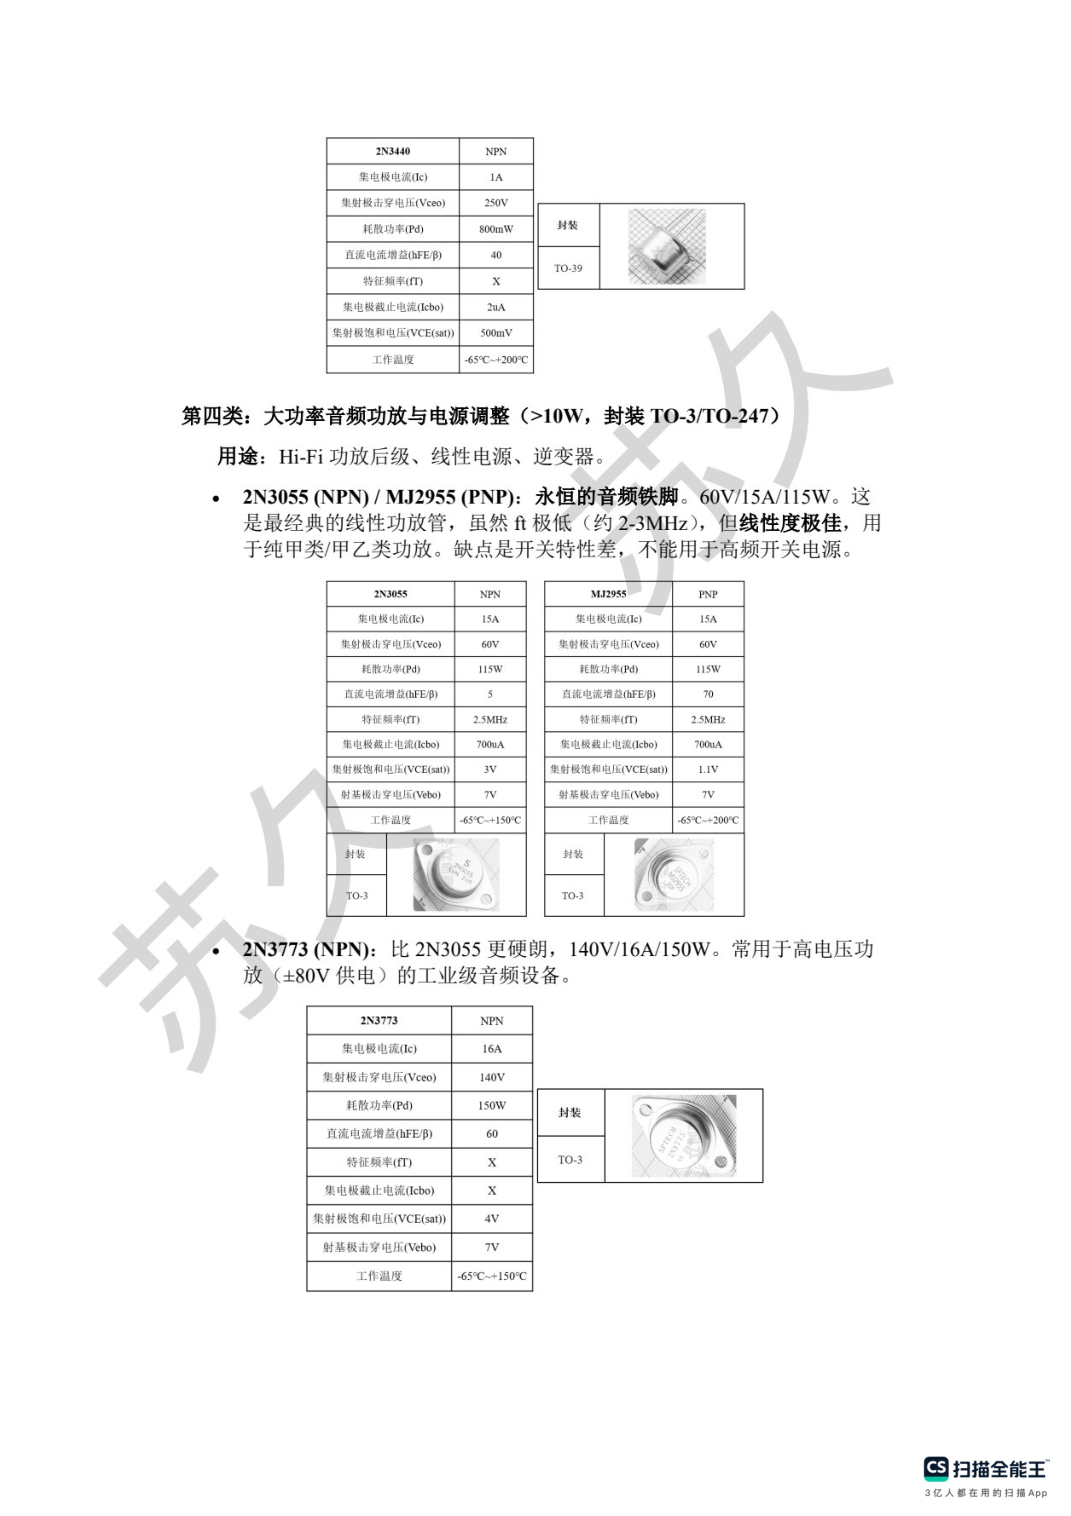 2N3440 NPN
集电极电流(Ic) 1A
集射极击穿电压(Vceo) 250V
耗散功率(Pd) 800mW
直流电流增益(hFE/β) 40
特征频率(fT) X
集电极截止电流(Icbo) 2uA
集射极饱和电压(VCE(sat)) 500mV
工作温度 -65℃~+200℃
封装
TO-39
第四类：大功率音频功放与电源调整（>10W，封装 TO-3/TO-247）
用途：Hi-Fi 功放后级、线性电源、逆变器。
• 2N3055 (NPN) / MJ2955 (PNP)：永恒的音频铁脚。60V/15A/115W。这
是最经典的线性功放管，虽然 ft 极低（约 2-3MHz），但线性度极佳，用
于纯甲类/甲乙类功放。缺点是开关特性差，不能用于高频开关电源。
2N3055 NPN
集电极电流(Ic) 15A
集射极击穿电压(Vceo) 60V
耗散功率(Pd) 115W
直流电流增益(hFE/β) 5
特征频率(fT) 2.5MHz
集电极截止电流(Icbo) 700uA
集射极饱和电压(VCE(sat)) 3V
射基极击穿电压(Vebo) 7V
工作温度 -65℃~+150℃
封装
TO-3
MJ2955 PNP
集电极电流(Ic) 15A
集射极击穿电压(Vceo) 60V
耗散功率(Pd) 115W
直流电流增益(hFE/β) 70
特征频率(fT) 2.5MHz
集电极截止电流(Icbo) 700uA
集射极饱和电压(VCE(sat)) 1.1V
射基极击穿电压(Vebo) 7V
工作温度 -65℃~+200℃
封装
TO-3
SPTECH
MJ2955
• 2N3773 (NPN)：比 2N3055 更硬朗，140V/16A/150W。常用于高电压功
放（±80V 供电）的工业级音频设备。
2N3773 NPN
集电极电流(Ic) 16A
集射极击穿电压(Vceo) 140V
耗散功率(Pd) 150W
直流电流增益(hFE/β) 60
特征频率(fT) X
集电极截止电流(Icbo) X
集射极饱和电压(VCE(sat)) 4V
射基极击穿电压(Vebo) 7V
工作温度 -65℃~+150℃
封装
TO-3
SPTECH
2N3773
苏久
苏久
CS 扫描全能王
3亿人都在用的扫描App